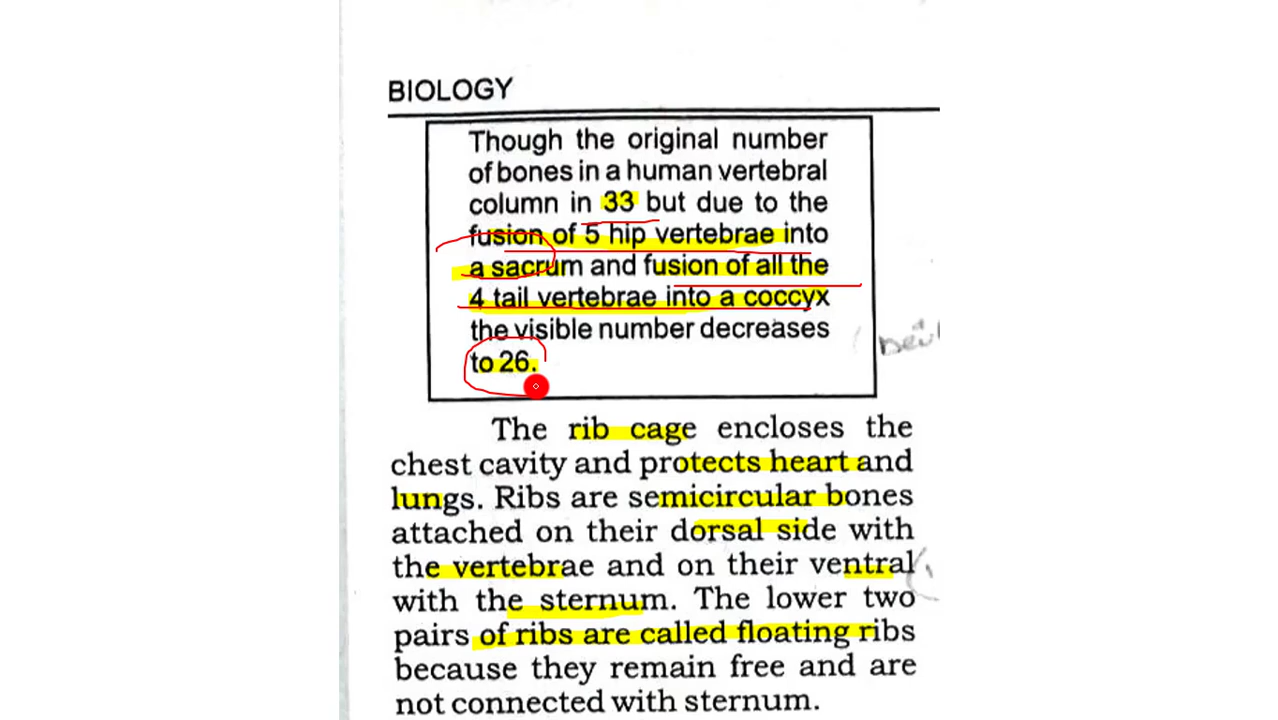 BIOLOGY
Though the original number
of bones in a human vertebral
column in 33 but due to the
fusion of 5 hip vertebrae into
a sacrum and fusion of all the
4 tail vertebrae into a coccyx
the visible number decreases
to 26.
The rib cage encloses the
chest cavity and protects heart and
lungs. Ribs are semicircular bones
attached on their dorsal side with
the vertebrae and on their ventral
with the sternum. The lower two
pairs of ribs are called floating ribs
because they remain free and are
not connected with sternum.